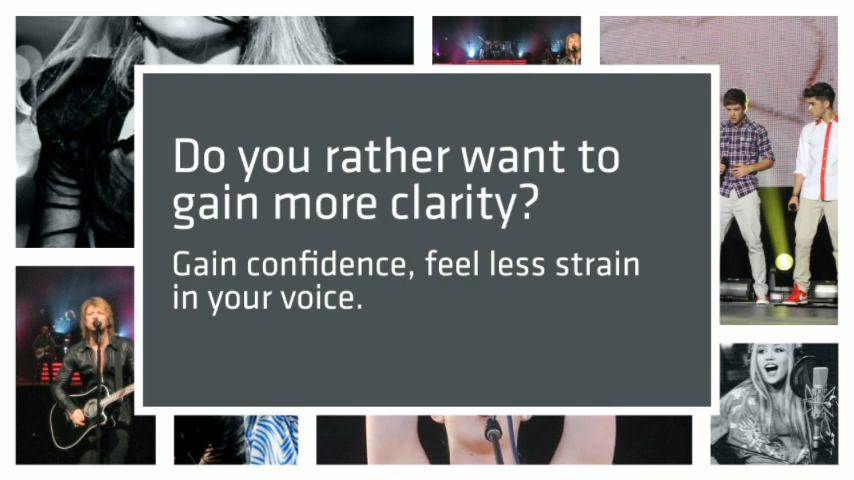 Do you rather want to
gain more clarity?
Gain confidence, feel less strain
in your voice.